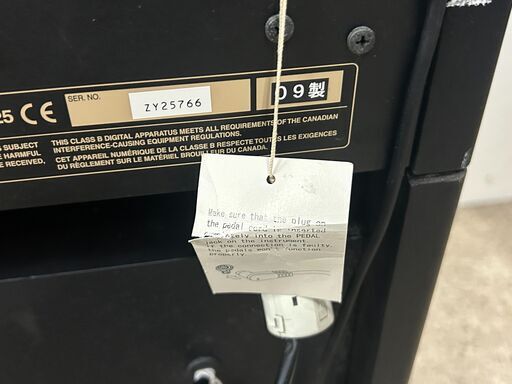 25 CE SER. NO. ZY25766 09製
IS SUBJECT THIS CLASS B DIGITAL APPARATUS MEETS ALL REQUIREMENTS OF THE CANADIAN
HARMFUL INTERFERENCE-CAUSING EQUIPMENT REGULATIONS.
RECEIVED, CET APPAREIL NUMÉRIQUE DE LA CLASSE B RESPECTE TOUTES LES EXIGENCES
DU RÈGLEMENT SUR LE MATÉRIEL BROUILLEUR DU CANADA.
Make sure that the plug on
the pedal cord is inserted
completely into the PEDAL
jack on the instrument.
If the connection is faulty,
the pedals won't function
properly.